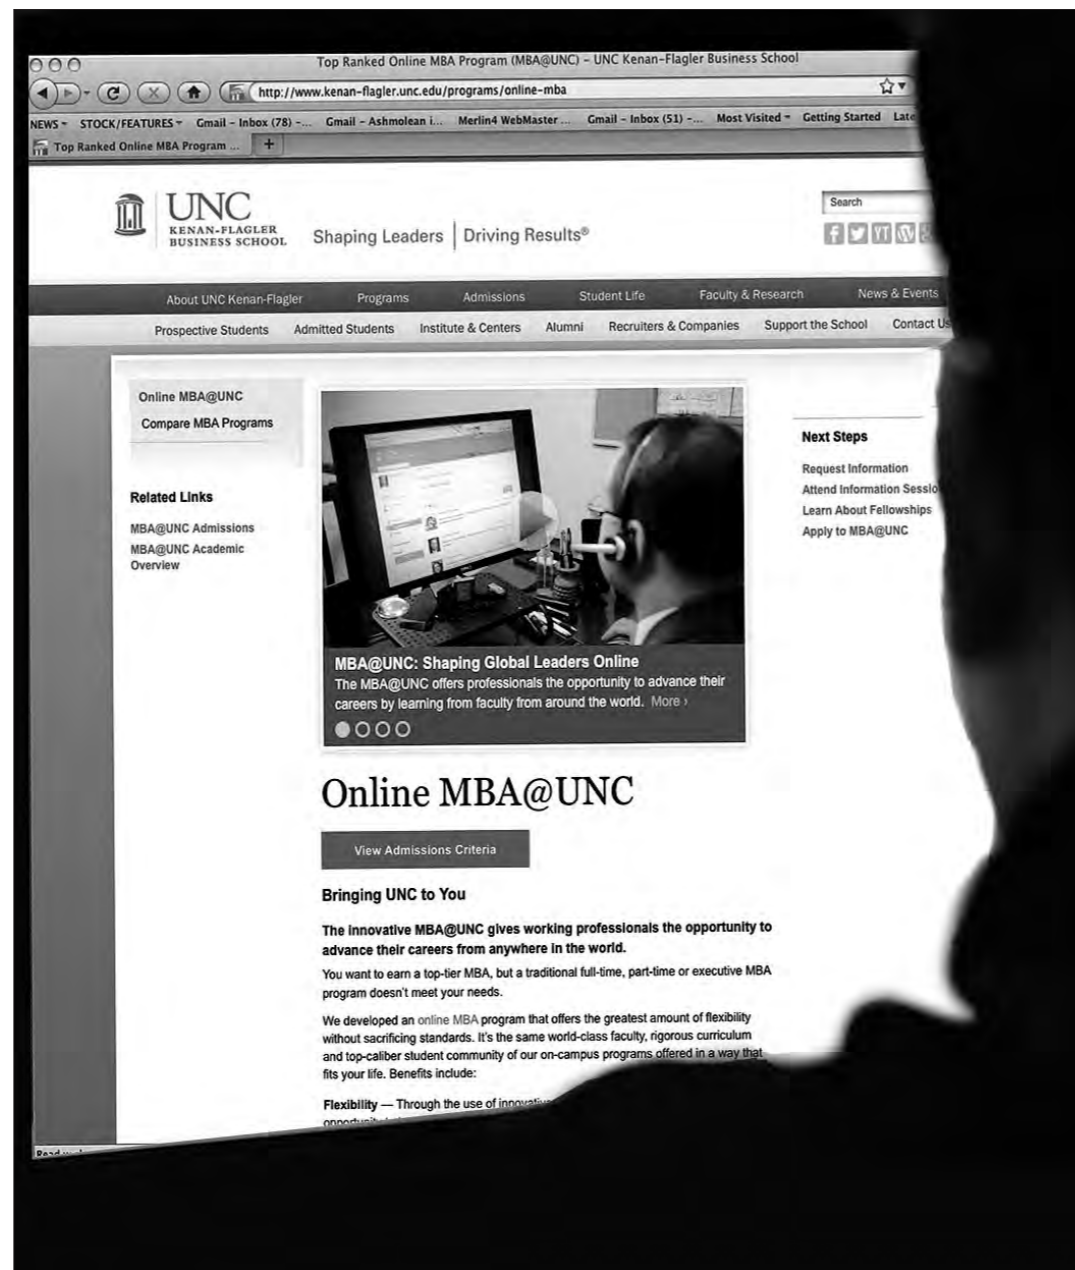 Top Ranked Online MBA Program (MBA@UNC) – UNC Kenan-Flagler Business School
http://www.kenan-flagler.unc.edu/programs/online-mba
NEWS STOCK/FEATURES Gmail – Inbox (78) –... Gmail – Ashmolean i... Merlin4 WebMaster ... Gmail – Inbox (51) –... Most Visited Getting Started Late
Top Ranked Online MBA Program ... +
UNC
KENAN-FLAGLER
BUSINESS SCHOOL
Shaping Leaders | Driving Results®
Search
About UNC Kenan-Flagler Programs Admissions Student Life Faculty & Research News & Events
Prospective Students Admitted Students Institute & Centers Alumni Recruiters & Companies Support the School Contact Us
Online MBA@UNC
Compare MBA Programs
Related Links
MBA@UNC Admissions
MBA@UNC Academic
Overview
Next Steps
Request Information
Attend Information Sessio
Learn About Fellowships
Apply to MBA@UNC
MBA@UNC: Shaping Global Leaders Online
The MBA@UNC offers professionals the opportunity to advance their
careers by learning from faculty from around the world. More ›
Online MBA@UNC
View Admissions Criteria
Bringing UNC to You
The innovative MBA@UNC gives working professionals the opportunity to
advance their careers from anywhere in the world.
You want to earn a top-tier MBA, but a traditional full-time, part-time or executive MBA
program doesn't meet your needs.
We developed an online MBA program that offers the greatest amount of flexibility
without sacrificing standards. It's the same world-class faculty, rigorous curriculum
and top-caliber student community of our on-campus programs offered in a way that
fits your life. Benefits include:
Flexibility — Through the use of